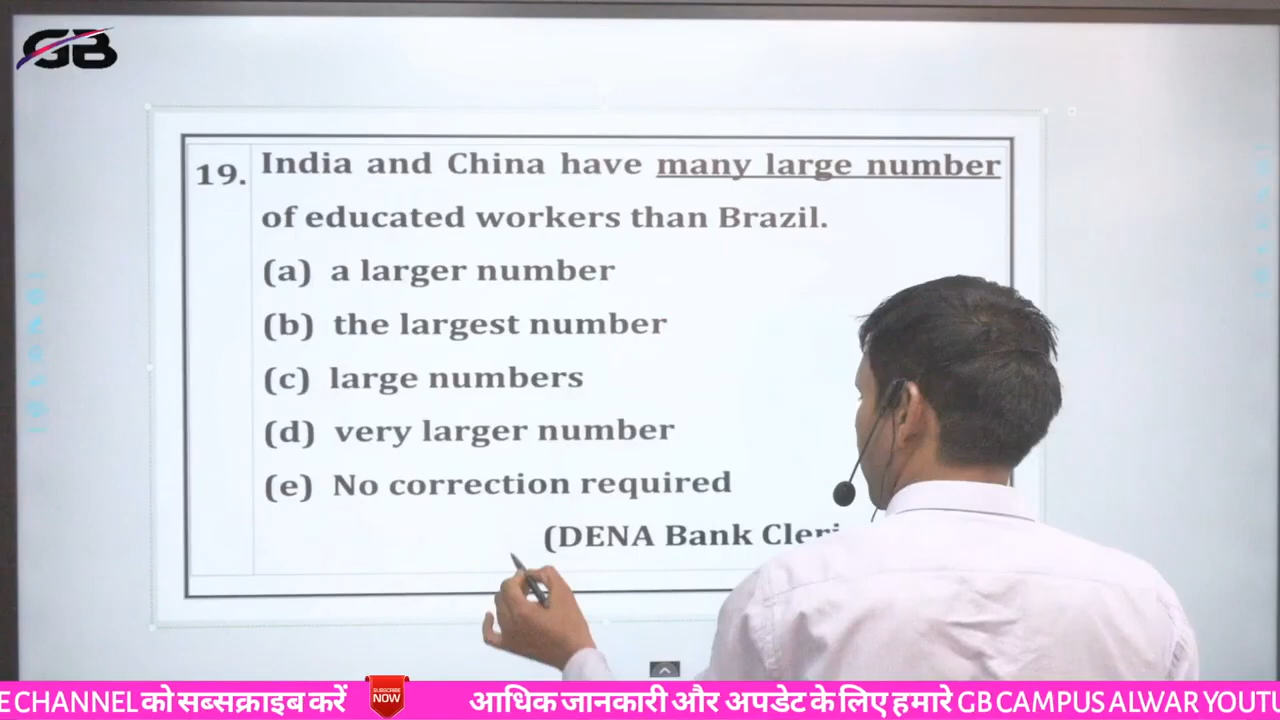 GB
19. India and China have many large number
of educated workers than Brazil.
(a) a larger number
(b) the largest number
(c) large numbers
(d) very larger number
(e) No correction required
(DENA Bank
E CHANNEL को सब्सक्राइब करें SUBSCRIBE NOW आधिक जानकारी और अपडेट के लिए हमारे GB CAMPUS ALWAR